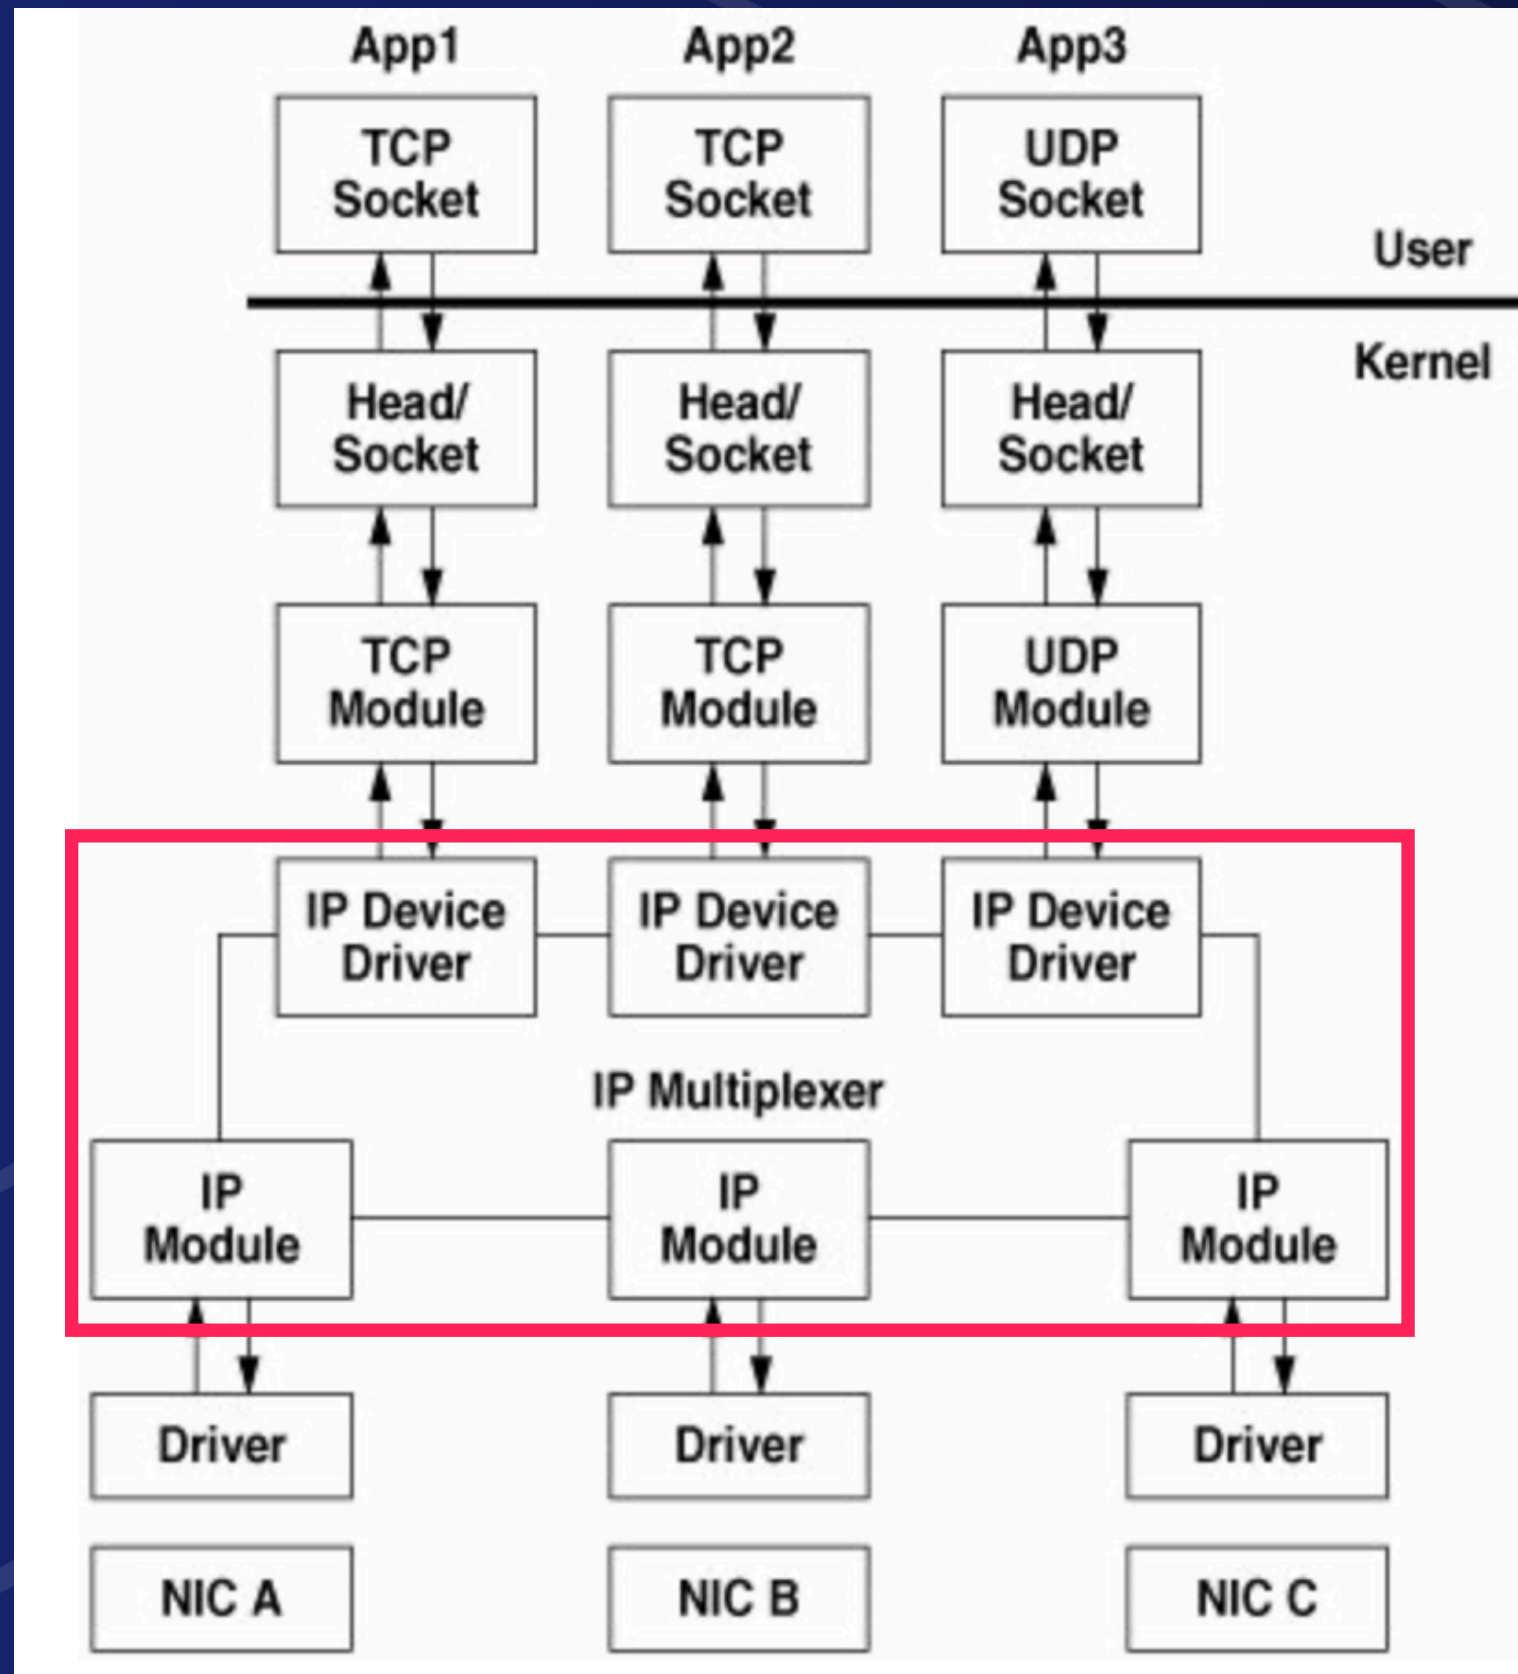 App1 App2 App3
TCP Socket TCP Socket UDP Socket
User
Kernel
Head/ Socket Head/ Socket Head/ Socket
TCP Module TCP Module UDP Module
IP Device Driver IP Device Driver IP Device Driver
IP Multiplexer
IP Module IP Module IP Module
Driver Driver Driver
NIC A NIC B NIC C